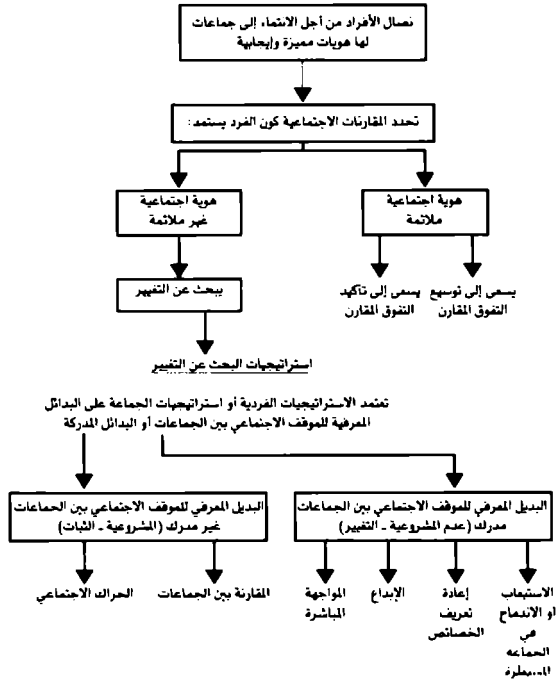 نضال الأفراد من أجل الانتماء إلى جماعات
لها هويات مميزة وإيجابية
تحدد المقارنات الاجتماعية كون الفرد يستمد:
هوية اجتماعية
ملائمة
هوية اجتماعية
غير ملائمة
يسعى إلى توسيع
التفوق المقارن
يسعى إلى تأكيد
التفوق المقارن
يبحث عن التغيير
استراتيجيات البحث عن التغيير
تعتمد الاستراتيجيات الفردية أو استراتيجيات الجماعة على البدائل
المعرفية للموقف الاجتماعي بين الجماعات أو البدائل المدركة
البديل المعرفي للموقف الاجتماعي بين الجماعات
مدرك (عدم المشروعية - التغيير)
البديل المعرفي للموقف الاجتماعي بين الجماعات
غير مدرك (المشروعية - الثبات)
الاستيعاب
او الاندماج
في
الجماعة
المسيطرة
إعادة
تعريف
الخصائص
الإبداع
المواجهة
المباشرة
المقارنة بين الجماعات
الحراك الاجتماعي